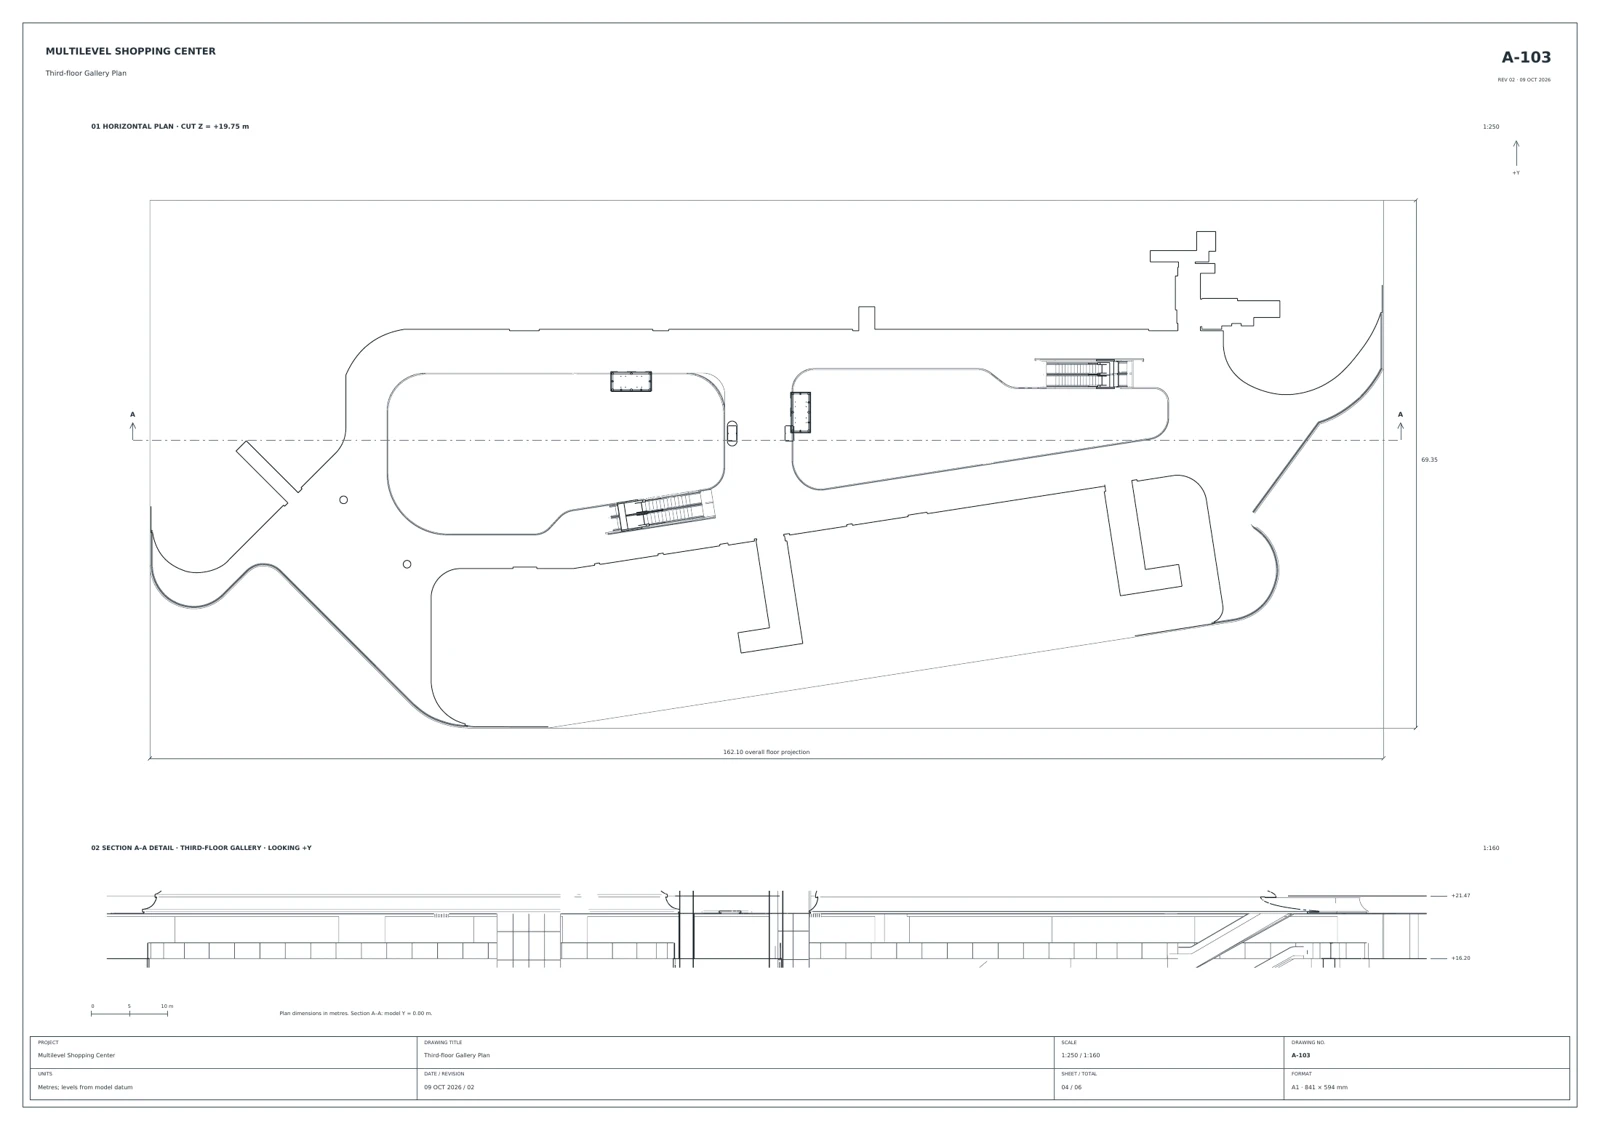 MULTILEVEL SHOPPING CENTER
Third-floor Gallery Plan
A-103
REV 02 · 09 OCT 2026
01 HORIZONTAL PLAN · CUT Z = +19.75 m
1:250
+Y
A
A
69.35
162.10 overall floor projection
02 SECTION A–A DETAIL · THIRD-FLOOR GALLERY · LOOKING +Y
1:160
+21.47
+16.20
0 5 10 m
Plan dimensions in metres. Section A–A: model Y = 0.00 m.
PROJECT
Multilevel Shopping Center
DRAWING TITLE
Third-floor Gallery Plan
SCALE
1:250 / 1:160
DRAWING NO.
A-103
UNITS
Metres; levels from model datum
DATE / REVISION
09 OCT 2026 / 02
SHEET / TOTAL
04 / 06
FORMAT
A1 · 841 × 594 mm